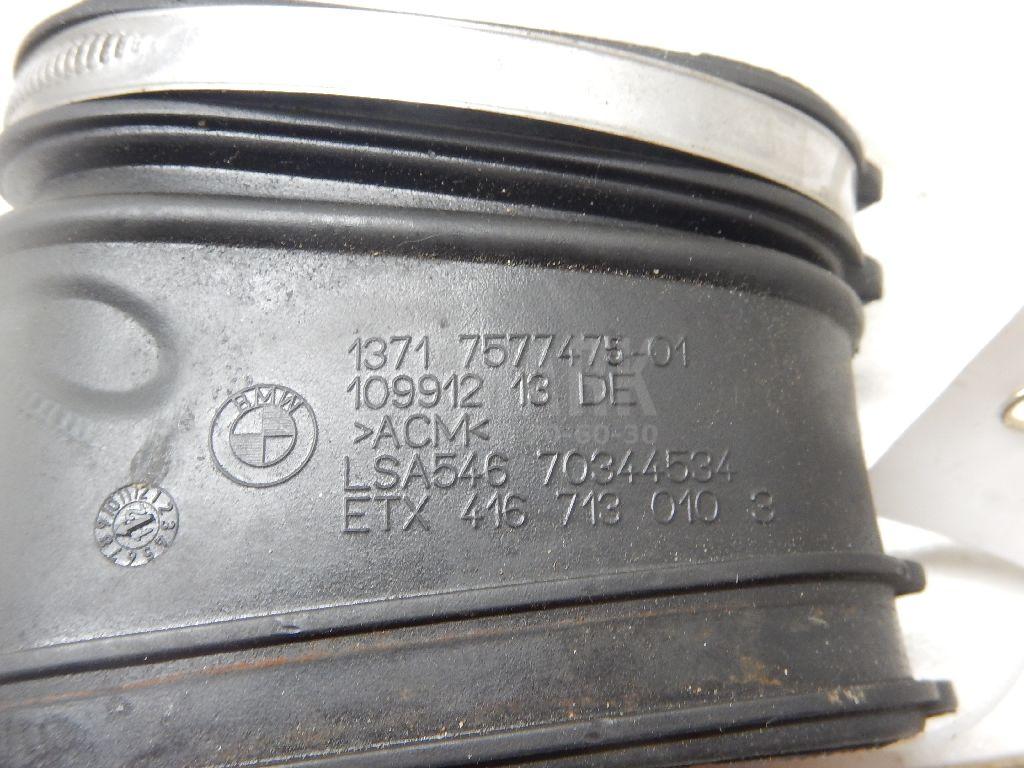 1371 7577475-01
109912 13 DE
>ACM<
LSA546 70344534
ETX 416 713 010 3
BMW